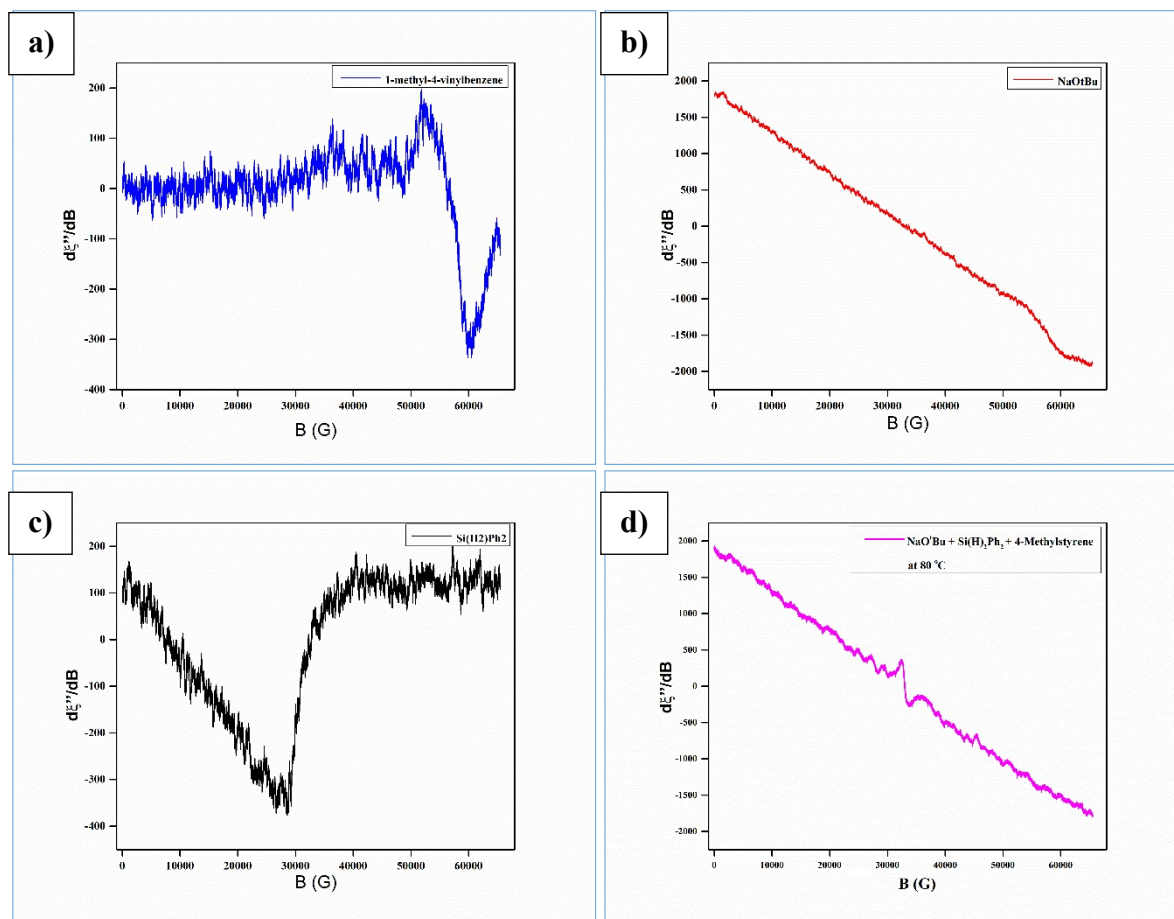 a)
1-methyl-4-vinylbenzene
200
100
0
-100
-200
-300
-400
dξ''/dB
0 10000 20000 30000 40000 50000 60000
B (G)
b)
NaOtBu
2000
1500
1000
500
0
-500
-1000
-1500
-2000
dξ''/dB
0 10000 20000 30000 40000 50000 60000
B (G)
c)
Si(H2)Ph2
200
100
0
-100
-200
-300
-400
dξ''/dB
0 10000 20000 30000 40000 50000 60000
B (G)
d)
NaOᵗBu + Si(H)₂Ph₂ + 4-Methylstyrene
at 80 °C
2000
1500
1000
500
0
-500
-1000
-1500
-2000
dξ''/dB
0 10000 20000 30000 40000 50000 60000
B (G)